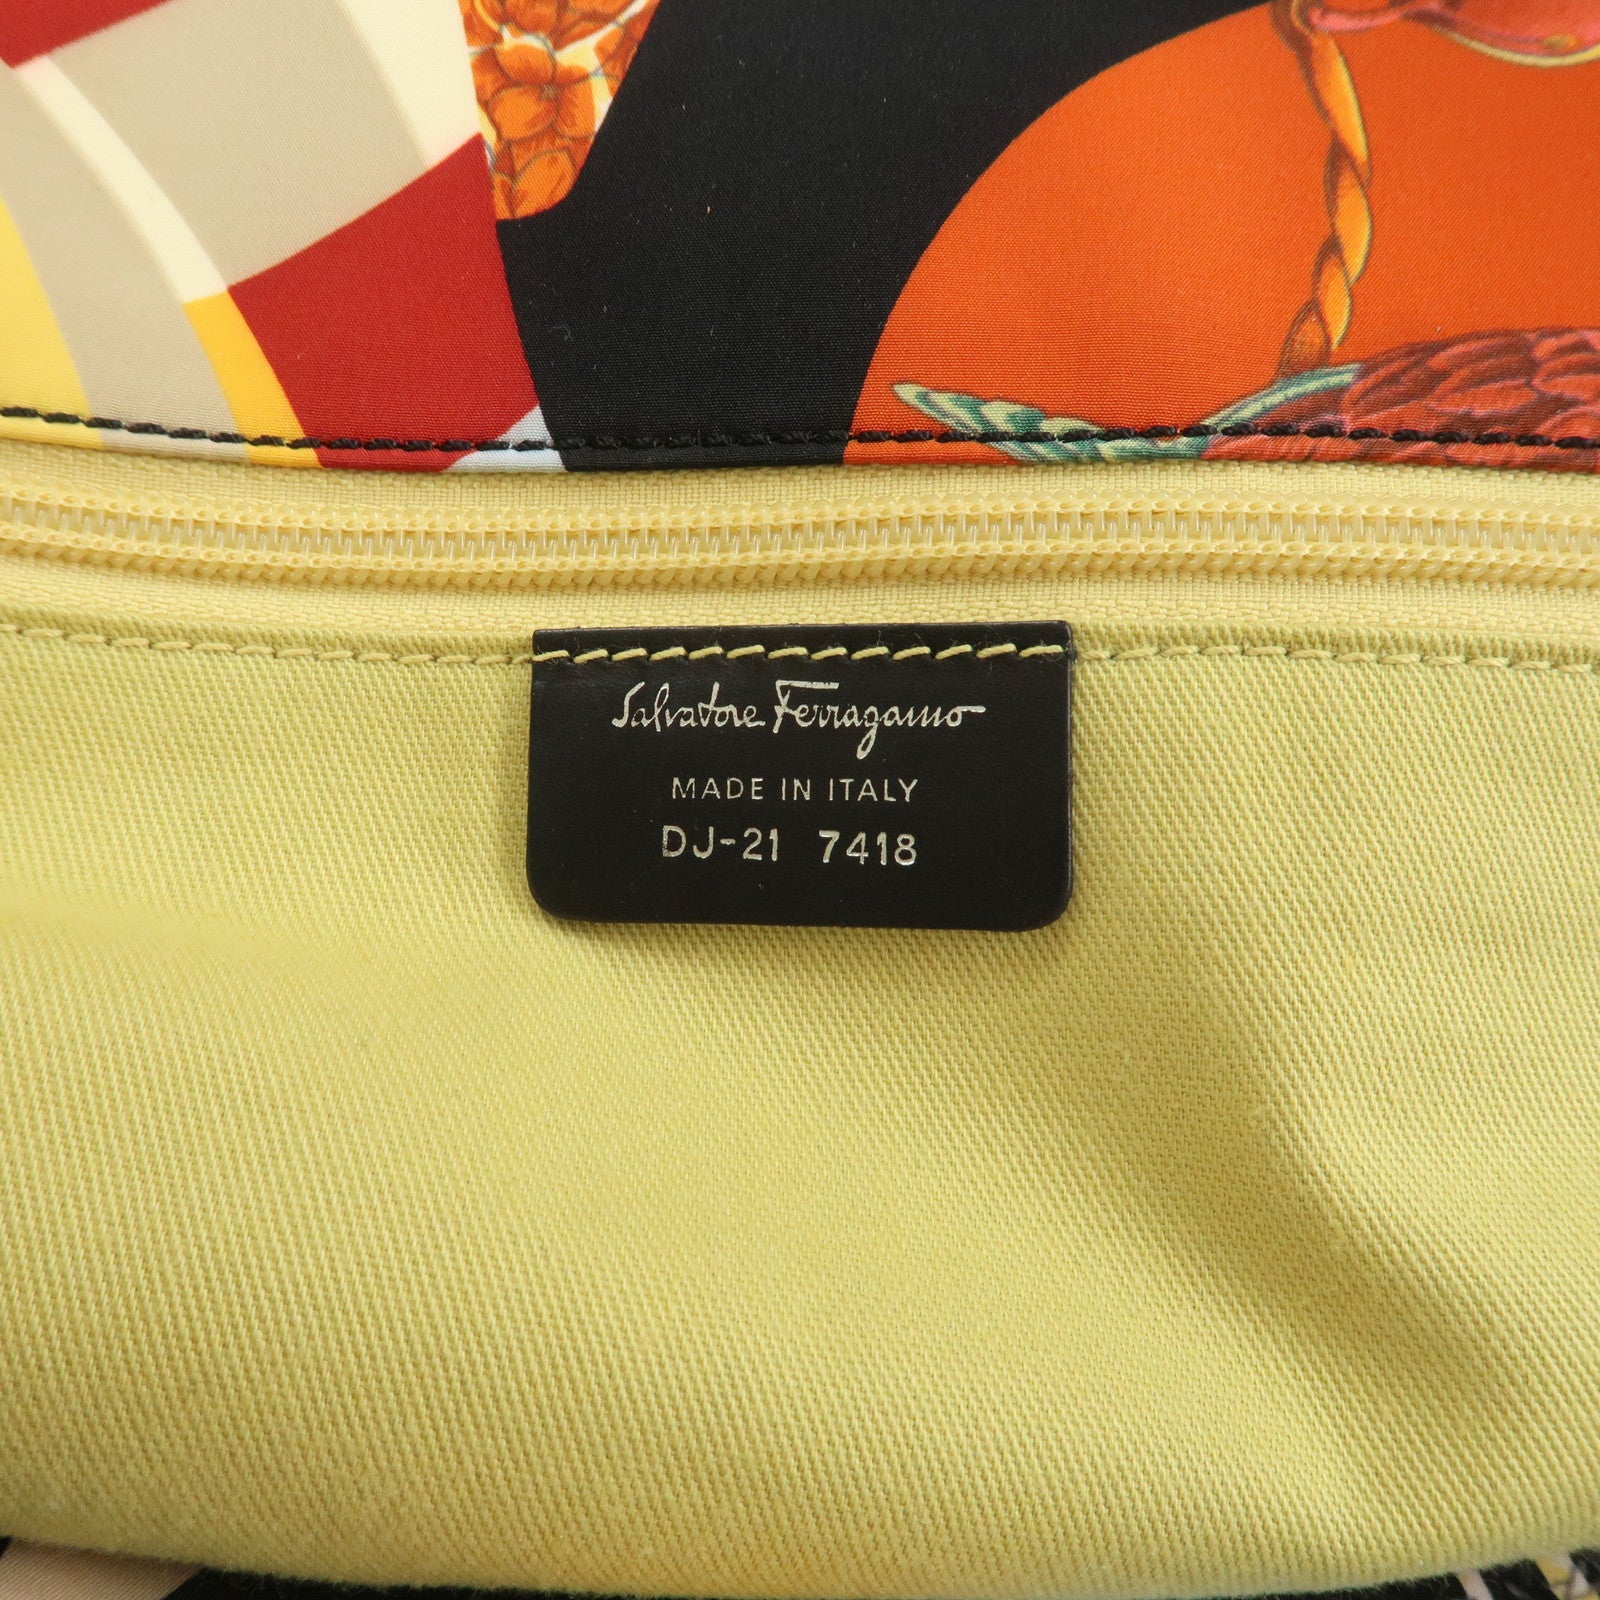 Salvatore Ferragamo
MADE IN ITALY
DJ-21 7418